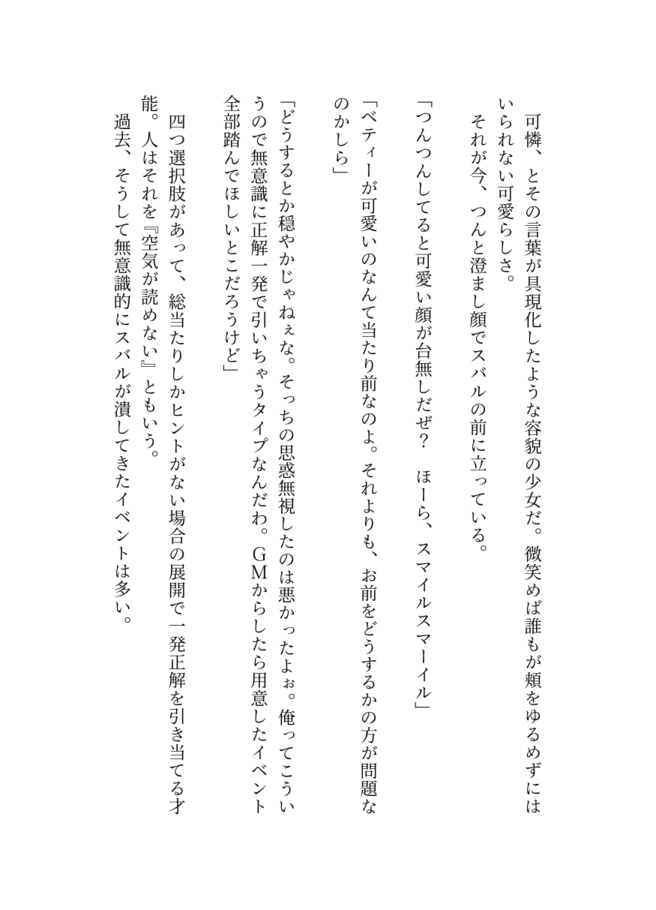 可憐、とその言葉が具現化したような容貌の少女だ。微笑めば誰もが頬をゆるめずには
いられない可愛らしさ。
　それが今、つんと澄まし顔でスバルの前に立っている。
「つんつんしてると可愛い顔が台無しだぜ？　ほーら、スマイルスマーイル」
「ベティーが可愛いのなんて当たり前なのよ。それよりも、お前をどうするかの方が問題な
のかしら」
「どうするとか穏やかじゃねぇな。そっちの思惑無視したのは悪かったよぉ。俺ってこうい
うので無意識に正解一発で引いちゃうタイプなんだわ。ＧＭからしたら用意したイベント
全部踏んでほしいとこだろうけど」
　四つ選択肢があって、総当たりしかヒントがない場合の展開で一発正解を引き当てる才
能。人はそれを『空気が読めない』ともいう。
　過去、そうして無意識的にスバルが潰してきたイベントは多い。